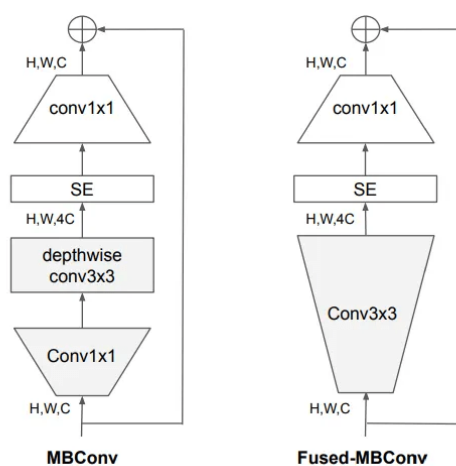 H,W,C
conv1x1
SE
H,W,4C
depthwise
conv3x3
Conv1x1
H,W,C
MBConv
H,W,C
conv1x1
SE
H,W,4C
Conv3x3
H,W,C
Fused-MBConv